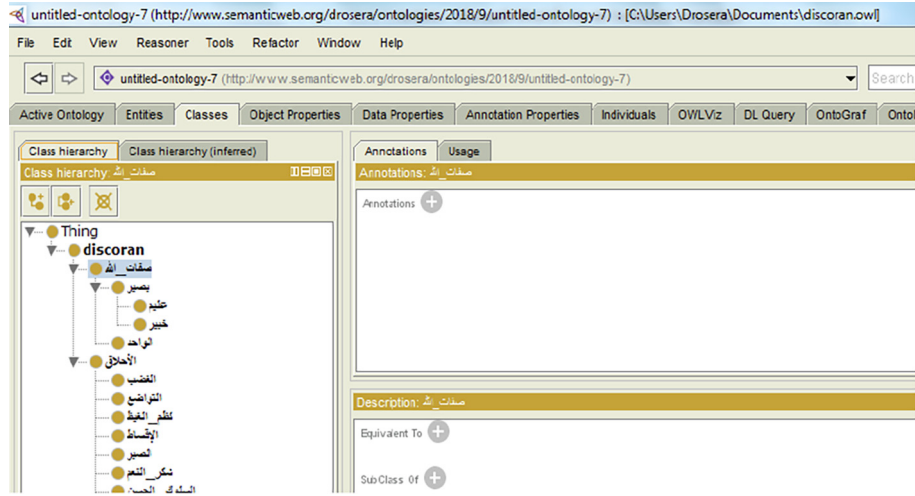 untitled-ontology-7 (http://www.semanticweb.org/drosera/ontologies/2018/9/untitled-ontology-7) : [C:\Users\Drosera\Documents\discoran.owl]
File Edit View Reasoner Tools Refactor Window Help
untitled-ontology-7 (http://www.semanticweb.org/drosera/ontologies/2018/9/untitled-ontology-7) Search
Active Ontology Entities Classes Object Properties Data Properties Annotation Properties Individuals OWLViz DL Query OntoGraf Onto
Class hierarchy Class hierarchy (inferred)
Class hierarchy: صفات_الله
Annotations Usage
Annotations: صفات_الله
Annotations
Thing
discoran
صفات_الله
بصير
عليم
خبير
الواحد
الأخلاق
الغضب
التواضع
كظم_الغيظ
الإقساط
الصبر
شكر_النعم
السلوك_الحسن
Description: صفات_الله
Equivalent To
SubClass Of